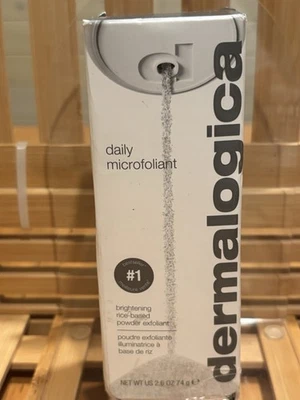 dermalogica
daily
microfoliant
#1
brightening
rice-based
powder exfoliant
poudre exfoliante
illuminatrice à
base de riz
NET WT US 2.6 OZ / 74 g e